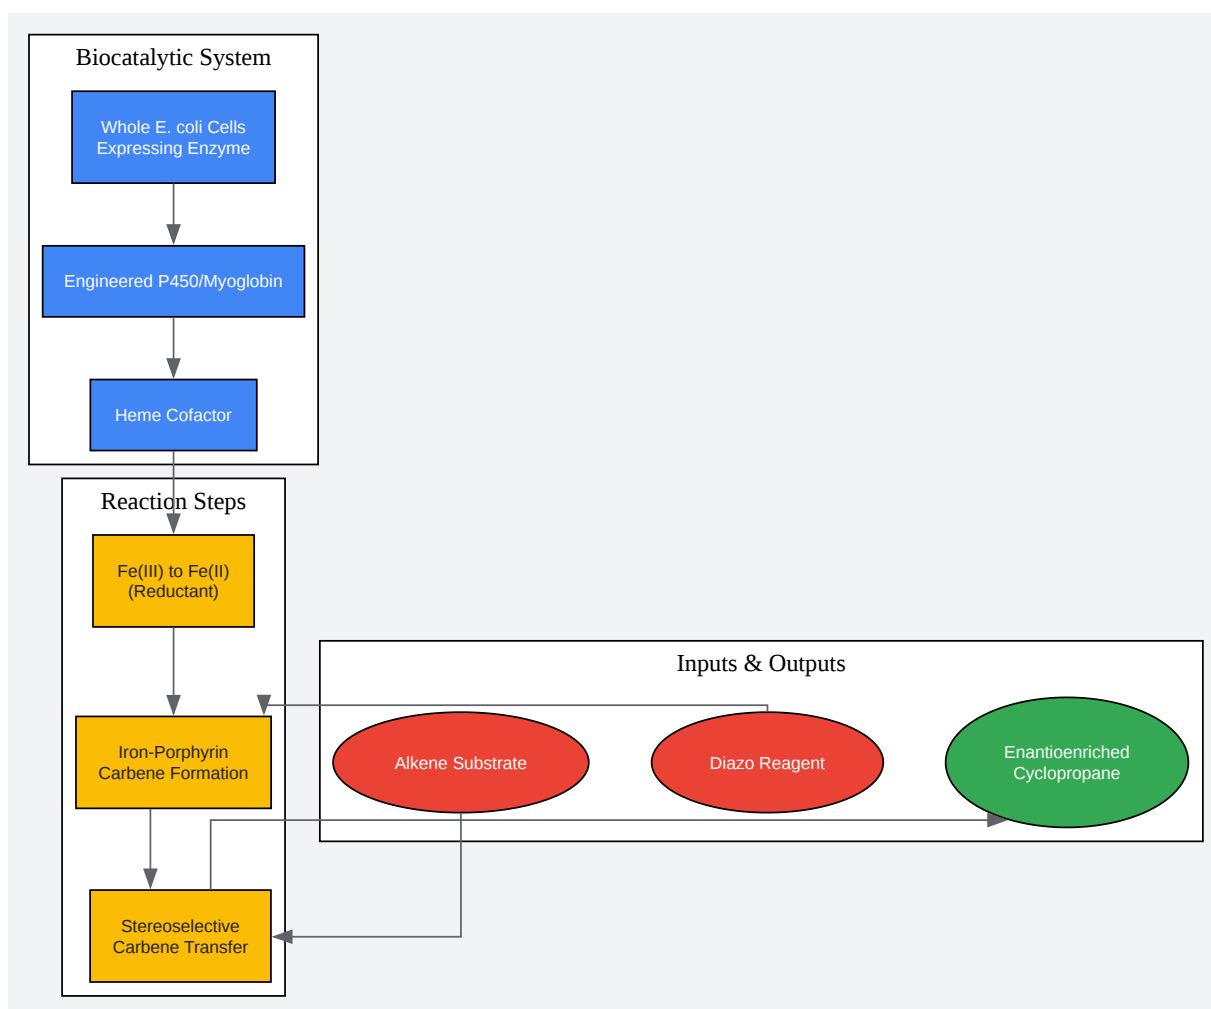 Biocatalytic System
Whole E. coli Cells
Expressing Enzyme
Engineered P450/Myoglobin
Heme Cofactor
Reaction Steps
Fe(III) to Fe(II)
(Reductant)
Iron-Porphyrin
Carbene Formation
Stereoselective
Carbene Transfer
Inputs & Outputs
Alkene Substrate
Diazo Reagent
Enantioenriched
Cyclopropane